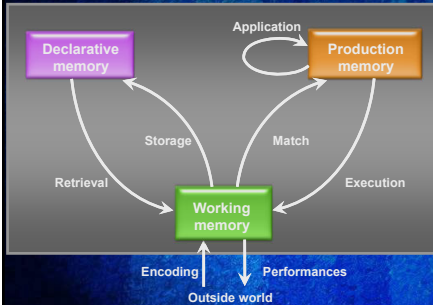 Application
Declarative
memory
Production
memory
Storage
Match
Retrieval
Execution
Working
memory
Encoding
Performances
Outside world